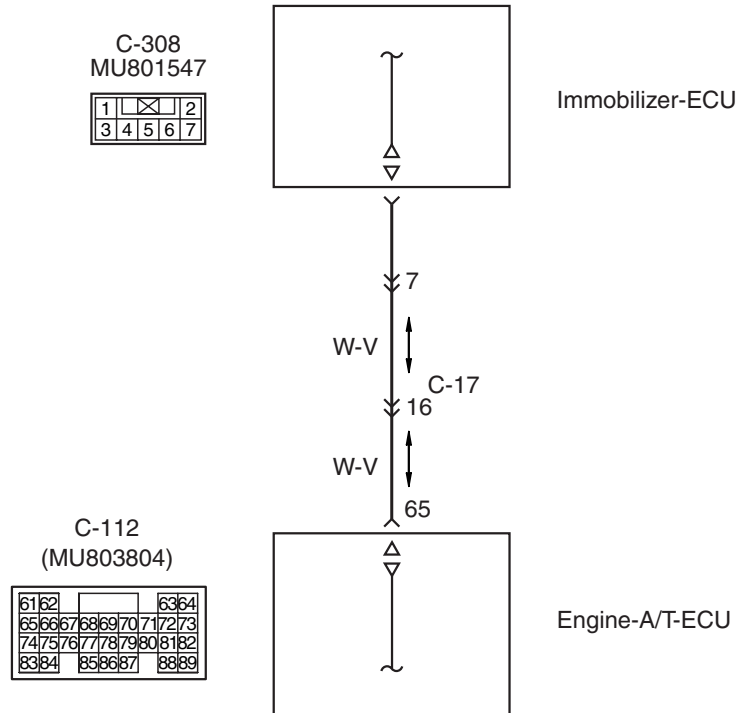 C-308
MU801547
1 2
3 4 5 6 7
Immobilizer-ECU
7
W-V
C-17
16
W-V
65
C-112
(MU803804)
61 62 63 64
65 66 67 68 69 70 71 72 73
74 75 76 77 78 79 80 81 82
83 84 85 86 87 88 89
Engine-A/T-ECU